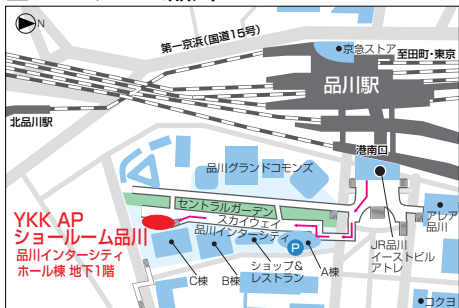 N
第一京浜(国道15号)
京急ストア
至田町・東京
品川駅
北品川駅
港南口
品川グランドコモンズ
セントラルガーデン
スカイウェイ
品川インターシティ
YKK AP
ショールーム品川
品川インターシティ
ホール棟 地下1階
P
C棟
B棟
ショップ&
レストラン
A棟
JR品川
イーストビル
アトレ
アレア
品川
コクヨ